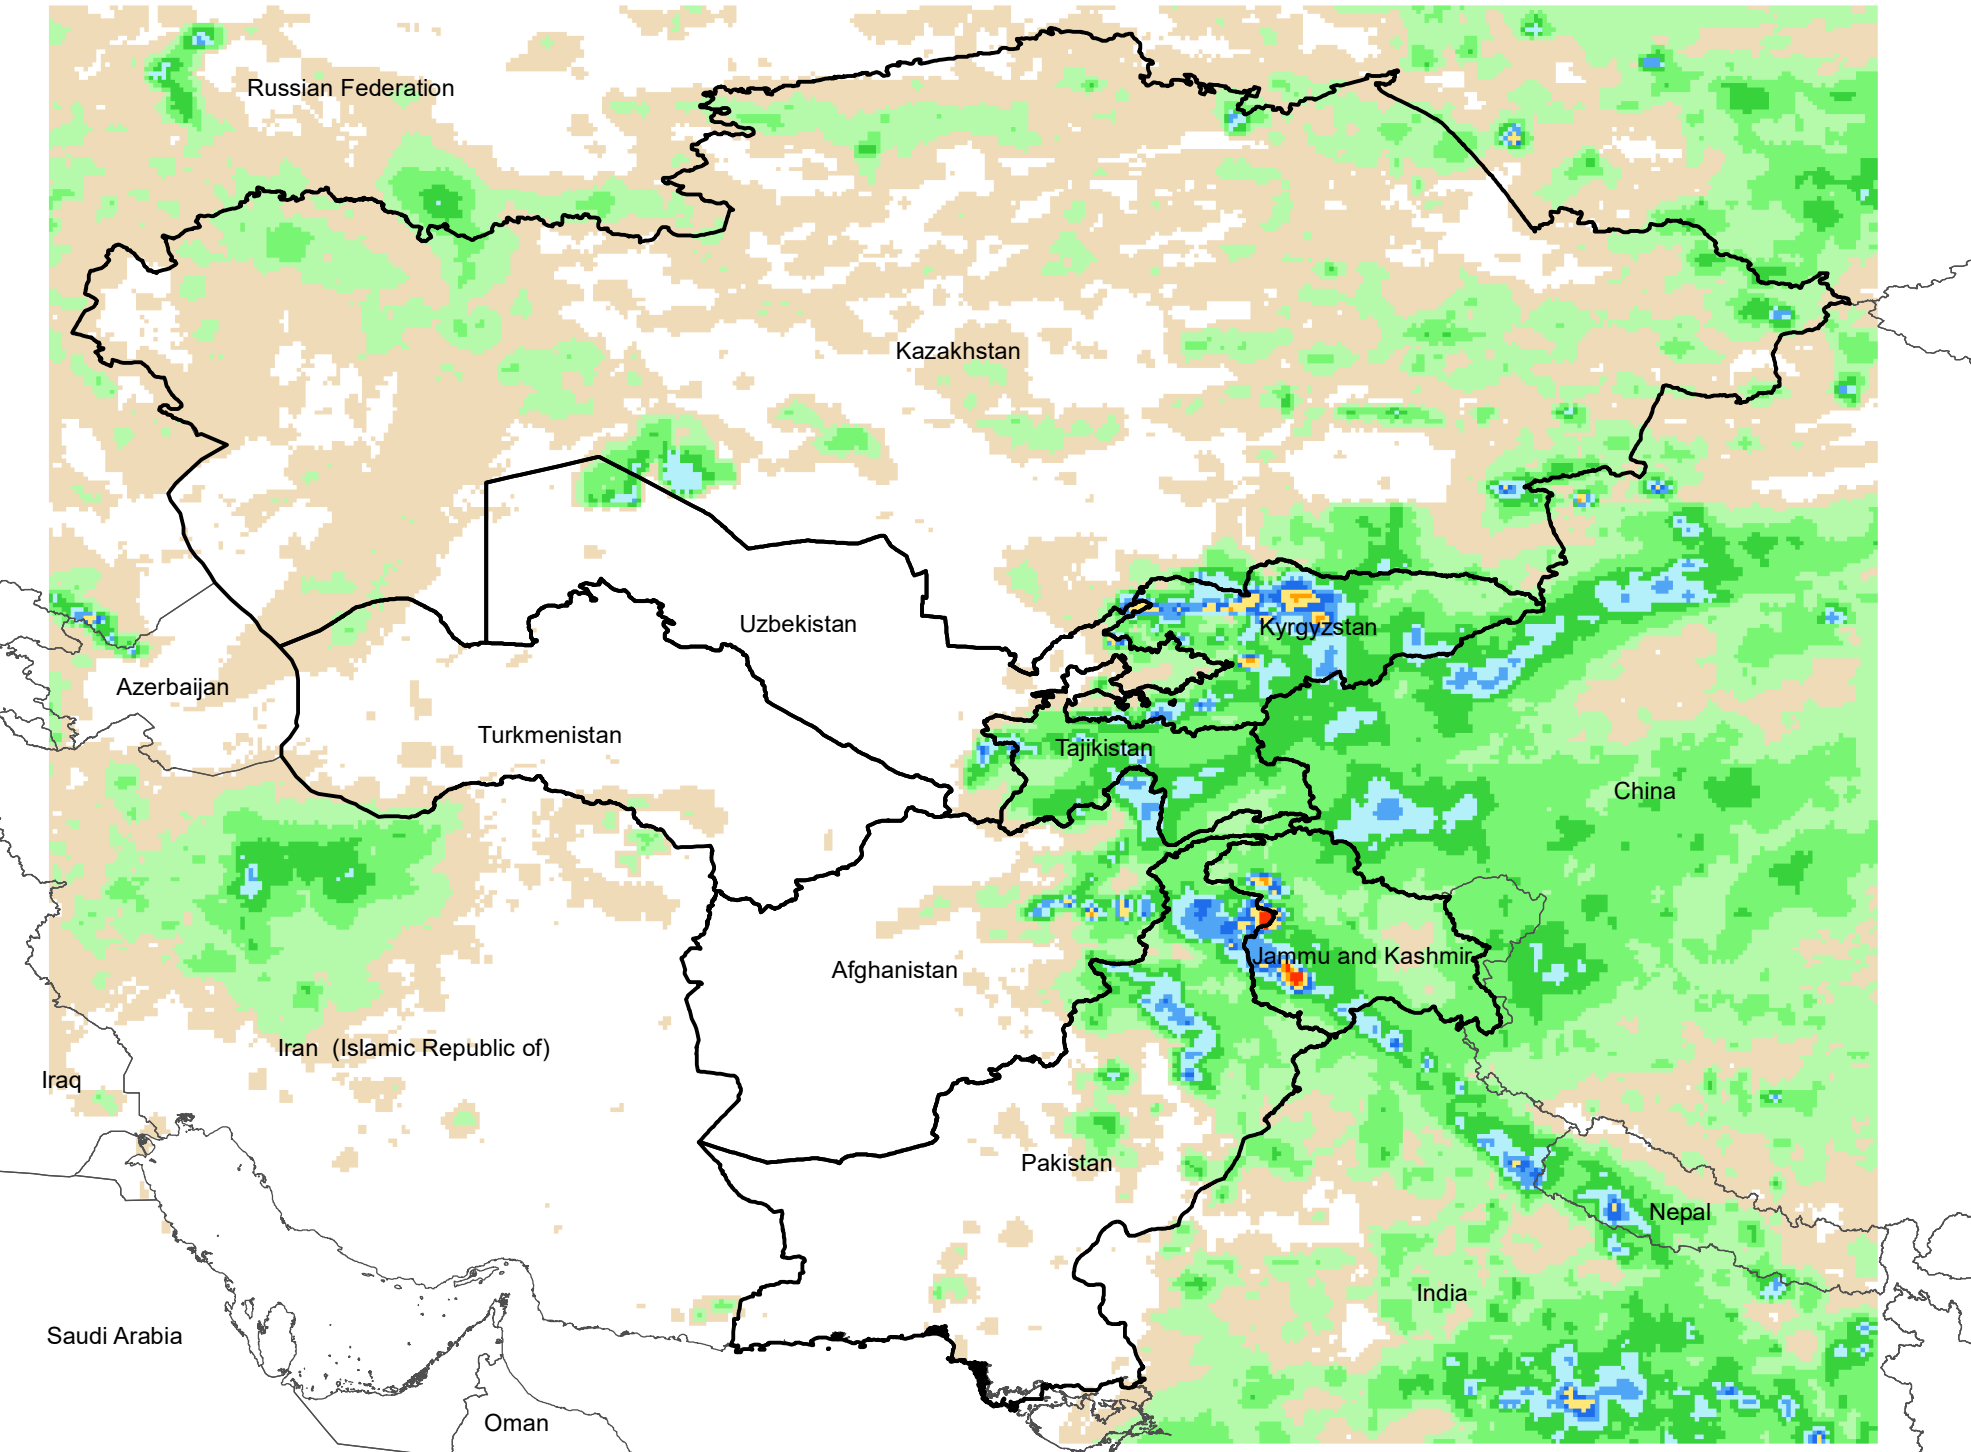 Russian Federation
Kazakhstan
Uzbekistan
Kyrgyzstan
Azerbaijan
Turkmenistan
Tajikistan
China
Jammu and Kashmir
Afghanistan
Iran  (Islamic Republic of)
Iraq
Pakistan
Nepal
India
Saudi Arabia
Oman